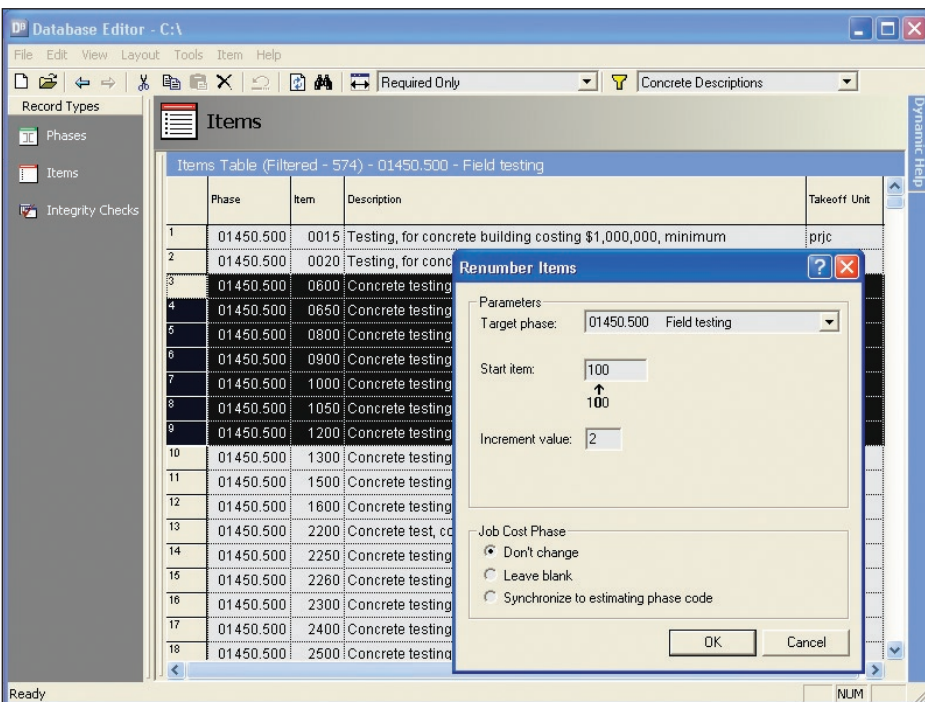 Database Editor - C:\
File Edit View Layout Tools Item Help
Required Only
Concrete Descriptions
Record Types
Phases
Items
Integrity Checks
Items
Dynamic Help
Items Table (Filtered - 574) - 01450.500 - Field testing
Phase Item Description Takeoff Unit
1 01450.500 0015 Testing, for concrete building costing $1,000,000, minimum prjc
2 01450.500 0020 Testing, for conc
3 01450.500 0600 Concrete testing
4 01450.500 0650 Concrete testing
5 01450.500 0800 Concrete testing
6 01450.500 0900 Concrete testing
7 01450.500 1000 Concrete testing
8 01450.500 1050 Concrete testing
9 01450.500 1200 Concrete testing
10 01450.500 1300 Concrete testing
11 01450.500 1500 Concrete testing
12 01450.500 1600 Concrete testing
13 01450.500 2200 Concrete test, co
14 01450.500 2250 Concrete testing
15 01450.500 2260 Concrete testing
16 01450.500 2300 Concrete testing
17 01450.500 2400 Concrete testing
18 01450.500 2500 Concrete testing
Renumber Items
Parameters
Target phase: 01450.500 Field testing
Start item: 100
100
Increment value: 2
Job Cost Phase
Don't change
Leave blank
Synchronize to estimating phase code
OK Cancel
Ready NUM